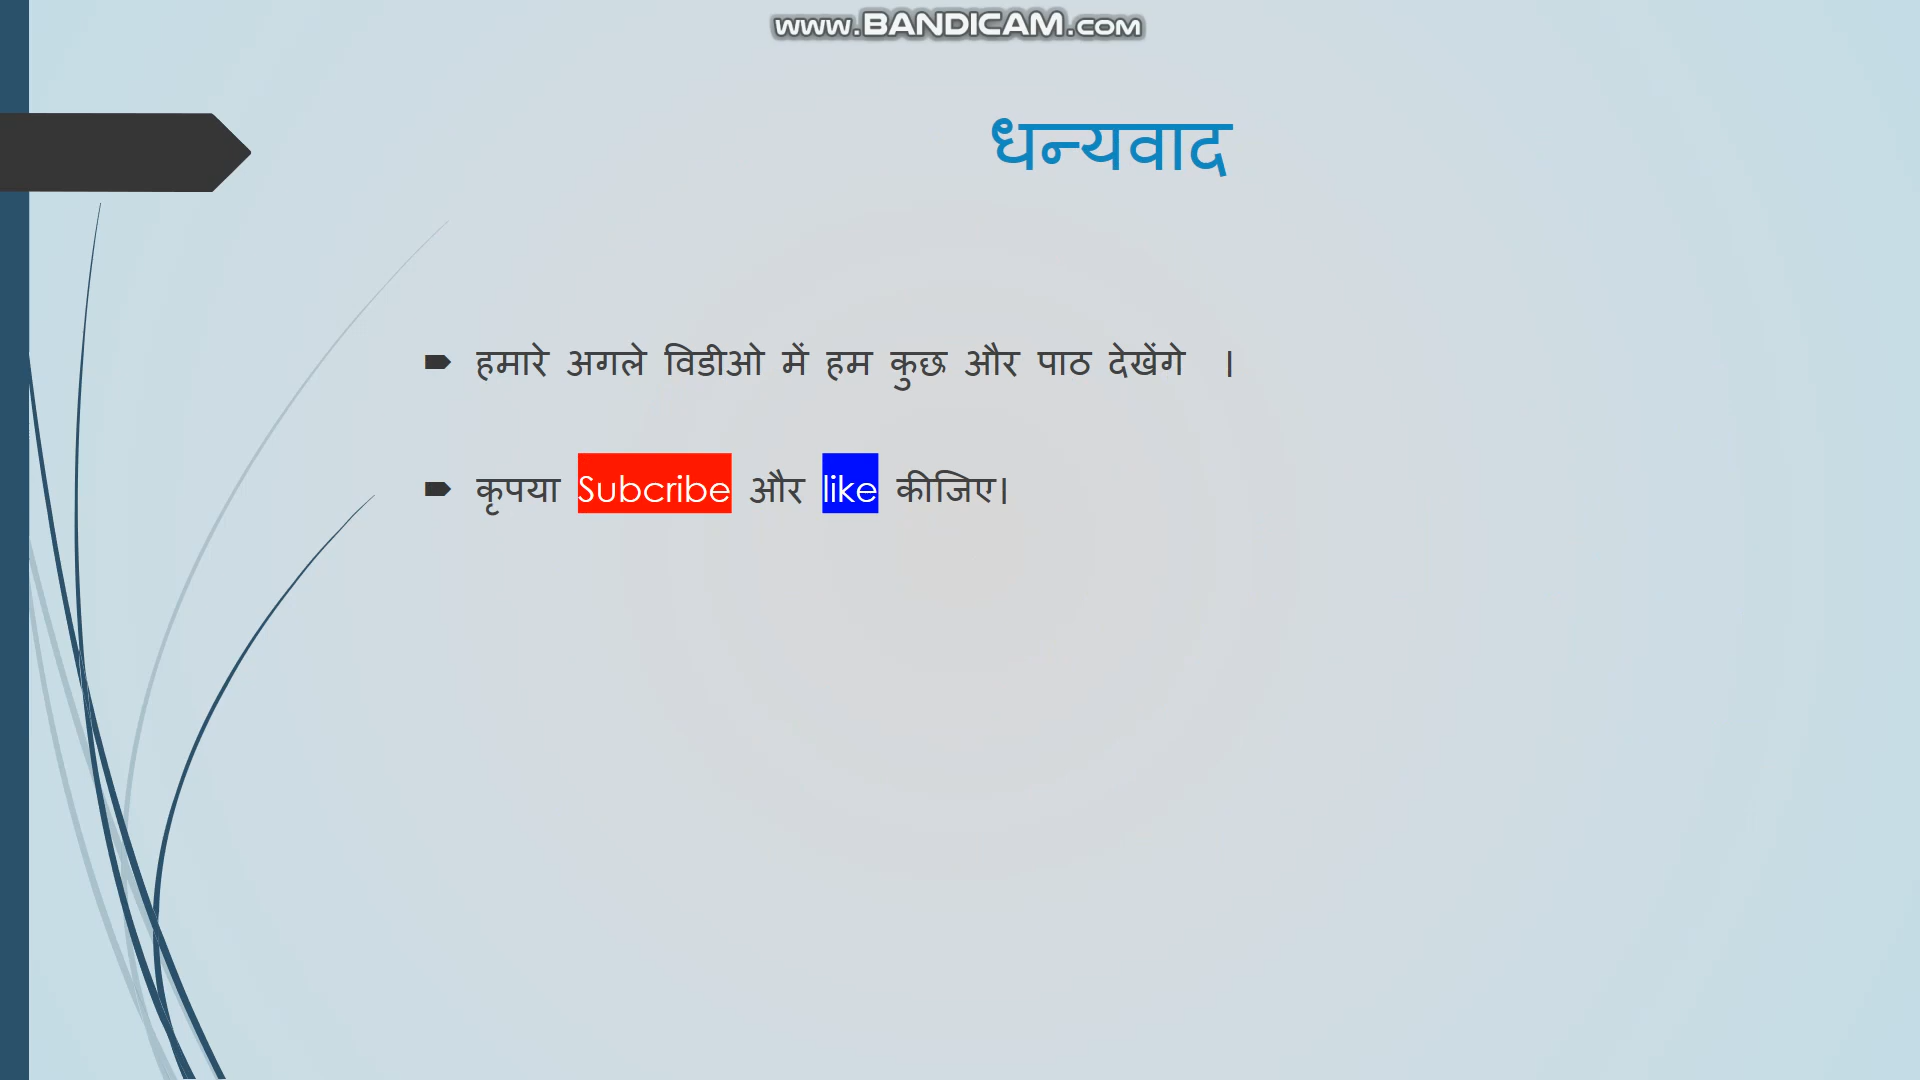 www.BANDICAM.com
धन्यवाद
हमारे अगले विडीओ में हम कुछ और पाठ देखेंगे ।
कृपया Subcribe और like कीजिए।